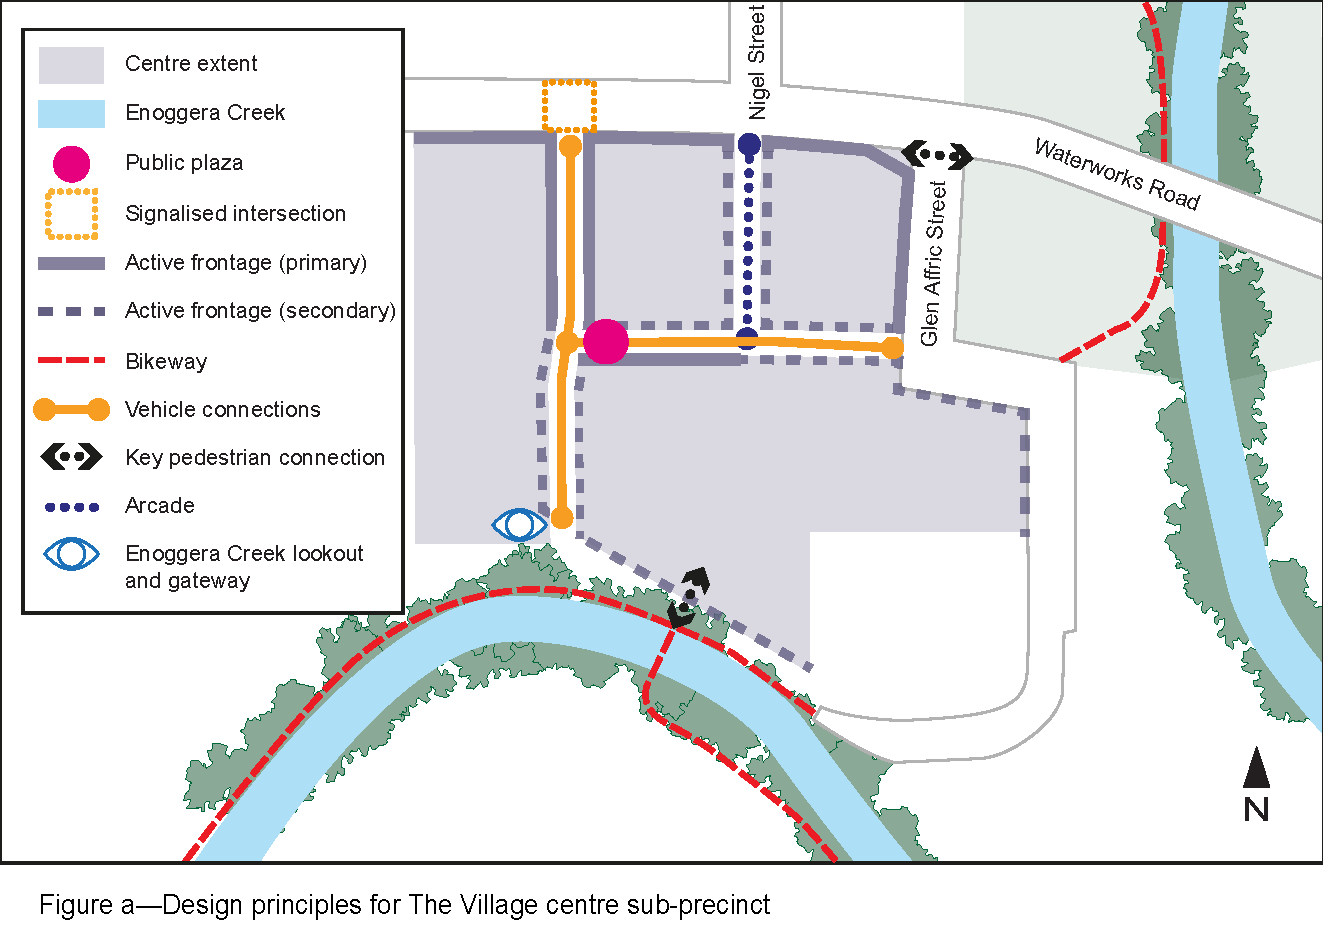 Centre extent
Enoggera Creek
Public plaza
Signalised intersection
Active frontage (primary)
Active frontage (secondary)
Bikeway
Vehicle connections
Key pedestrian connection
Arcade
Enoggera Creek lookout
and gateway
Nigel Street
Waterworks Road
Glen Affric Street
N
Figure a—Design principles for The Village centre sub-precinct